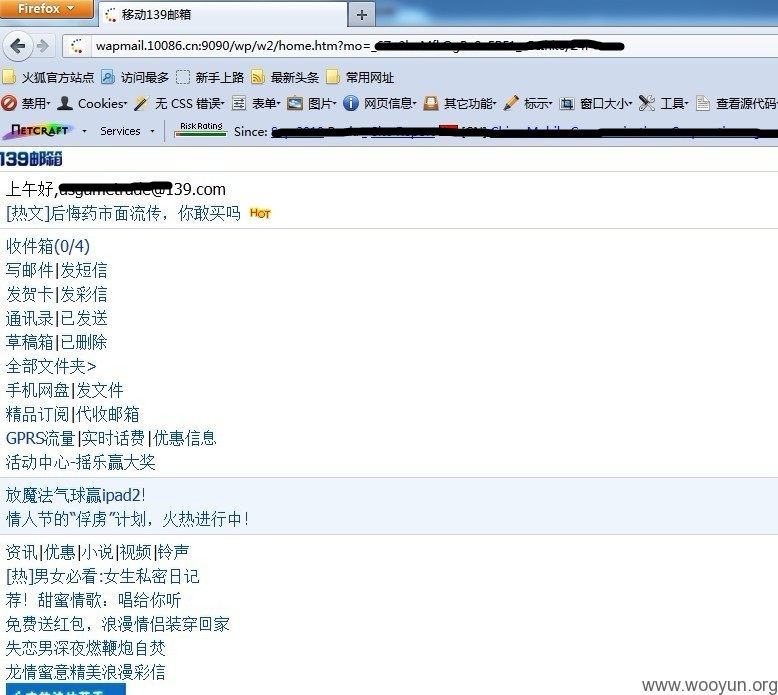 Firefox
移动139邮箱
wapmail.10086.cn:9090/wp/w2/home.htm?mo=
火狐官方站点 访问最多 新手上路 最新头条 常用网址
禁用 Cookies 无 CSS 错误 表单 图片 网页信息 其它功能 标示 窗口大小 工具 查看源代码
NETCRAFT Services Risk Rating Since:
139邮箱
上午好,@139.com
[热文]后悔药市面流传，你敢买吗 HOT
收件箱(0/4)
写邮件|发短信
发贺卡|发彩信
通讯录|已发送
草稿箱|已删除
全部文件夹>
手机网盘|发文件
精品订阅|代收邮箱
GPRS流量|实时话费|优惠信息
活动中心-摇乐赢大奖
放魔法气球赢ipad2!
情人节的“俘虏”计划，火热进行中!
资讯|优惠|小说|视频|铃声
[热]男女必看:女生私密日记
荐！甜蜜情歌：唱给你听
免费送红包，浪漫情侣装穿回家
失恋男深夜燃鞭炮自焚
龙情蜜意精美浪漫彩信
www.wooyun.org